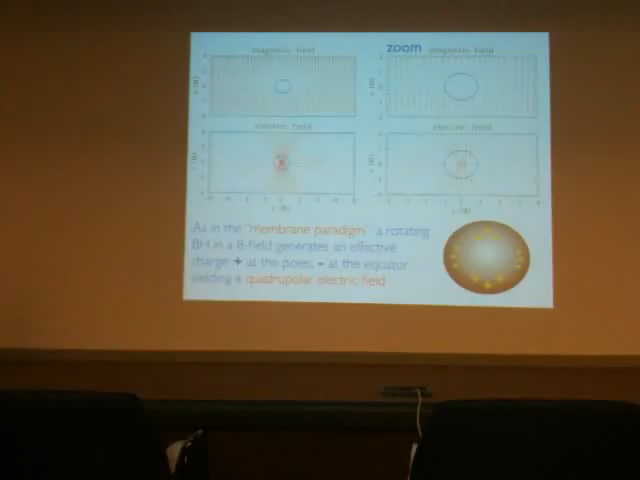 magnetic field
zoom magnetic field
electric field
electric field
As in the "membrane paradigm" a rotating
BH in a B-field generates an effective
charge + at the poles, - at the equator
yielding a quadrupolar electric field